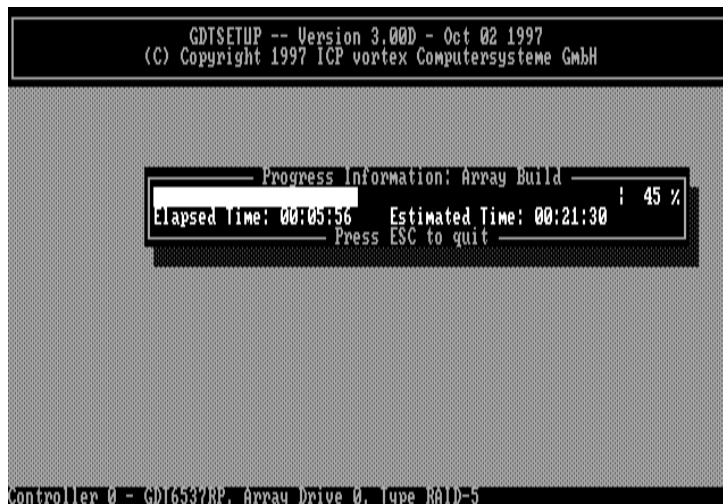 GDTSETUP -- Version 3.00D - Oct 02 1997
(C) Copyright 1997 ICP vortex Computersysteme GmbH
Progress Information: Array Build
| 45 %
Elapsed Time: 00:05:56 Estimated Time: 00:21:30
Press ESC to quit
Controller 0 - GDT6537RP, Array Drive 0, Type RAID-5